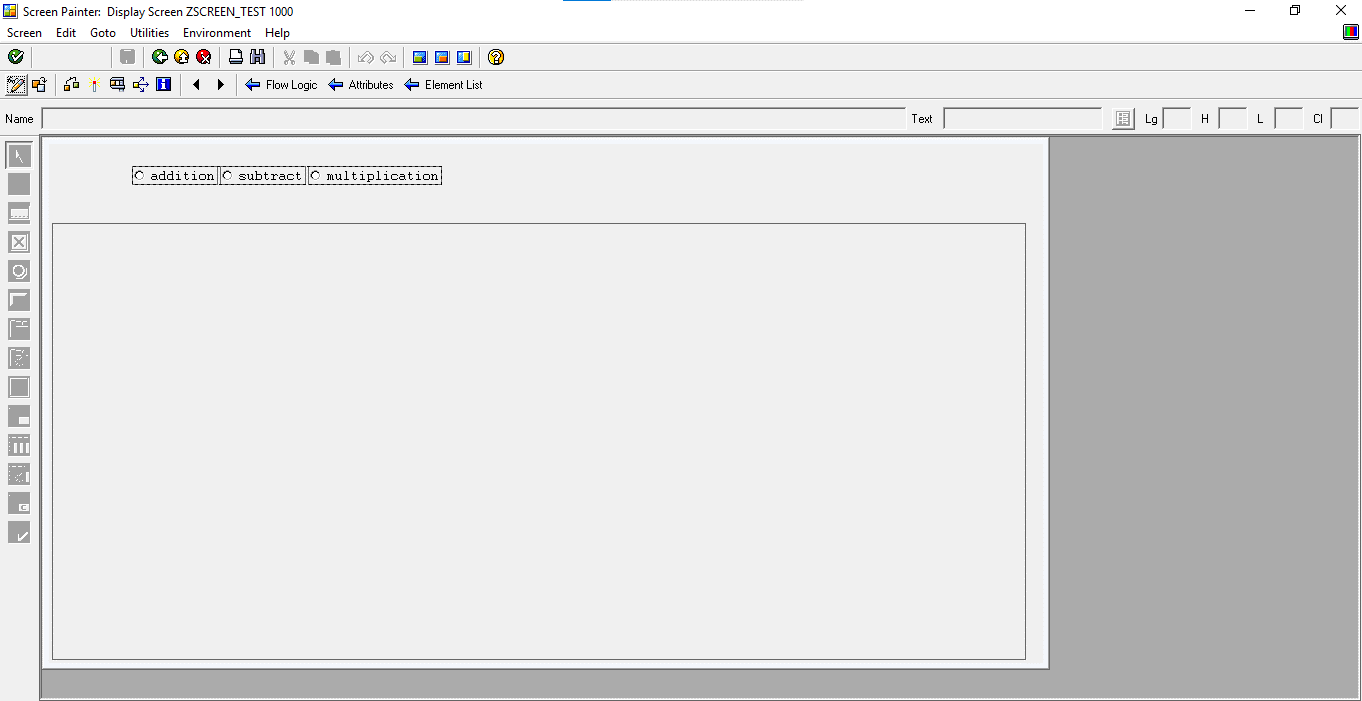 Screen Painter: Display Screen ZSCREEN_TEST 1000
Screen Edit Goto Utilities Environment Help
Flow Logic Attributes Element List
Name Text Lg H L Cl
addition subtract multiplication